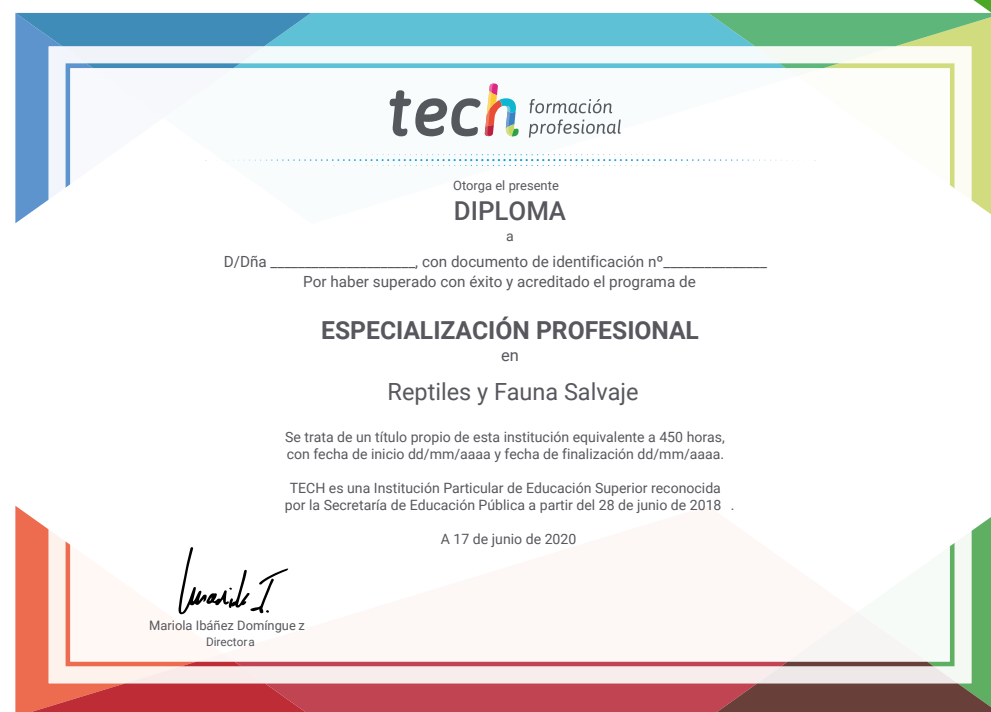 tech formación
profesional
Otorga el presente
DIPLOMA
a
D/Dña ___________________, con documento de identificación nº______________
Por haber superado con éxito y acreditado el programa de
ESPECIALIZACIÓN PROFESIONAL
en
Reptiles y Fauna Salvaje
Se trata de un título propio de esta institución equivalente a 450 horas,
con fecha de inicio dd/mm/aaaa y fecha de finalización dd/mm/aaaa.
TECH es una Institución Particular de Educación Superior reconocida
por la Secretaría de Educación Pública a partir del 28 de junio de 2018 .
A 17 de junio de 2020
Mariola Ibáñez Domíngue z
Directora